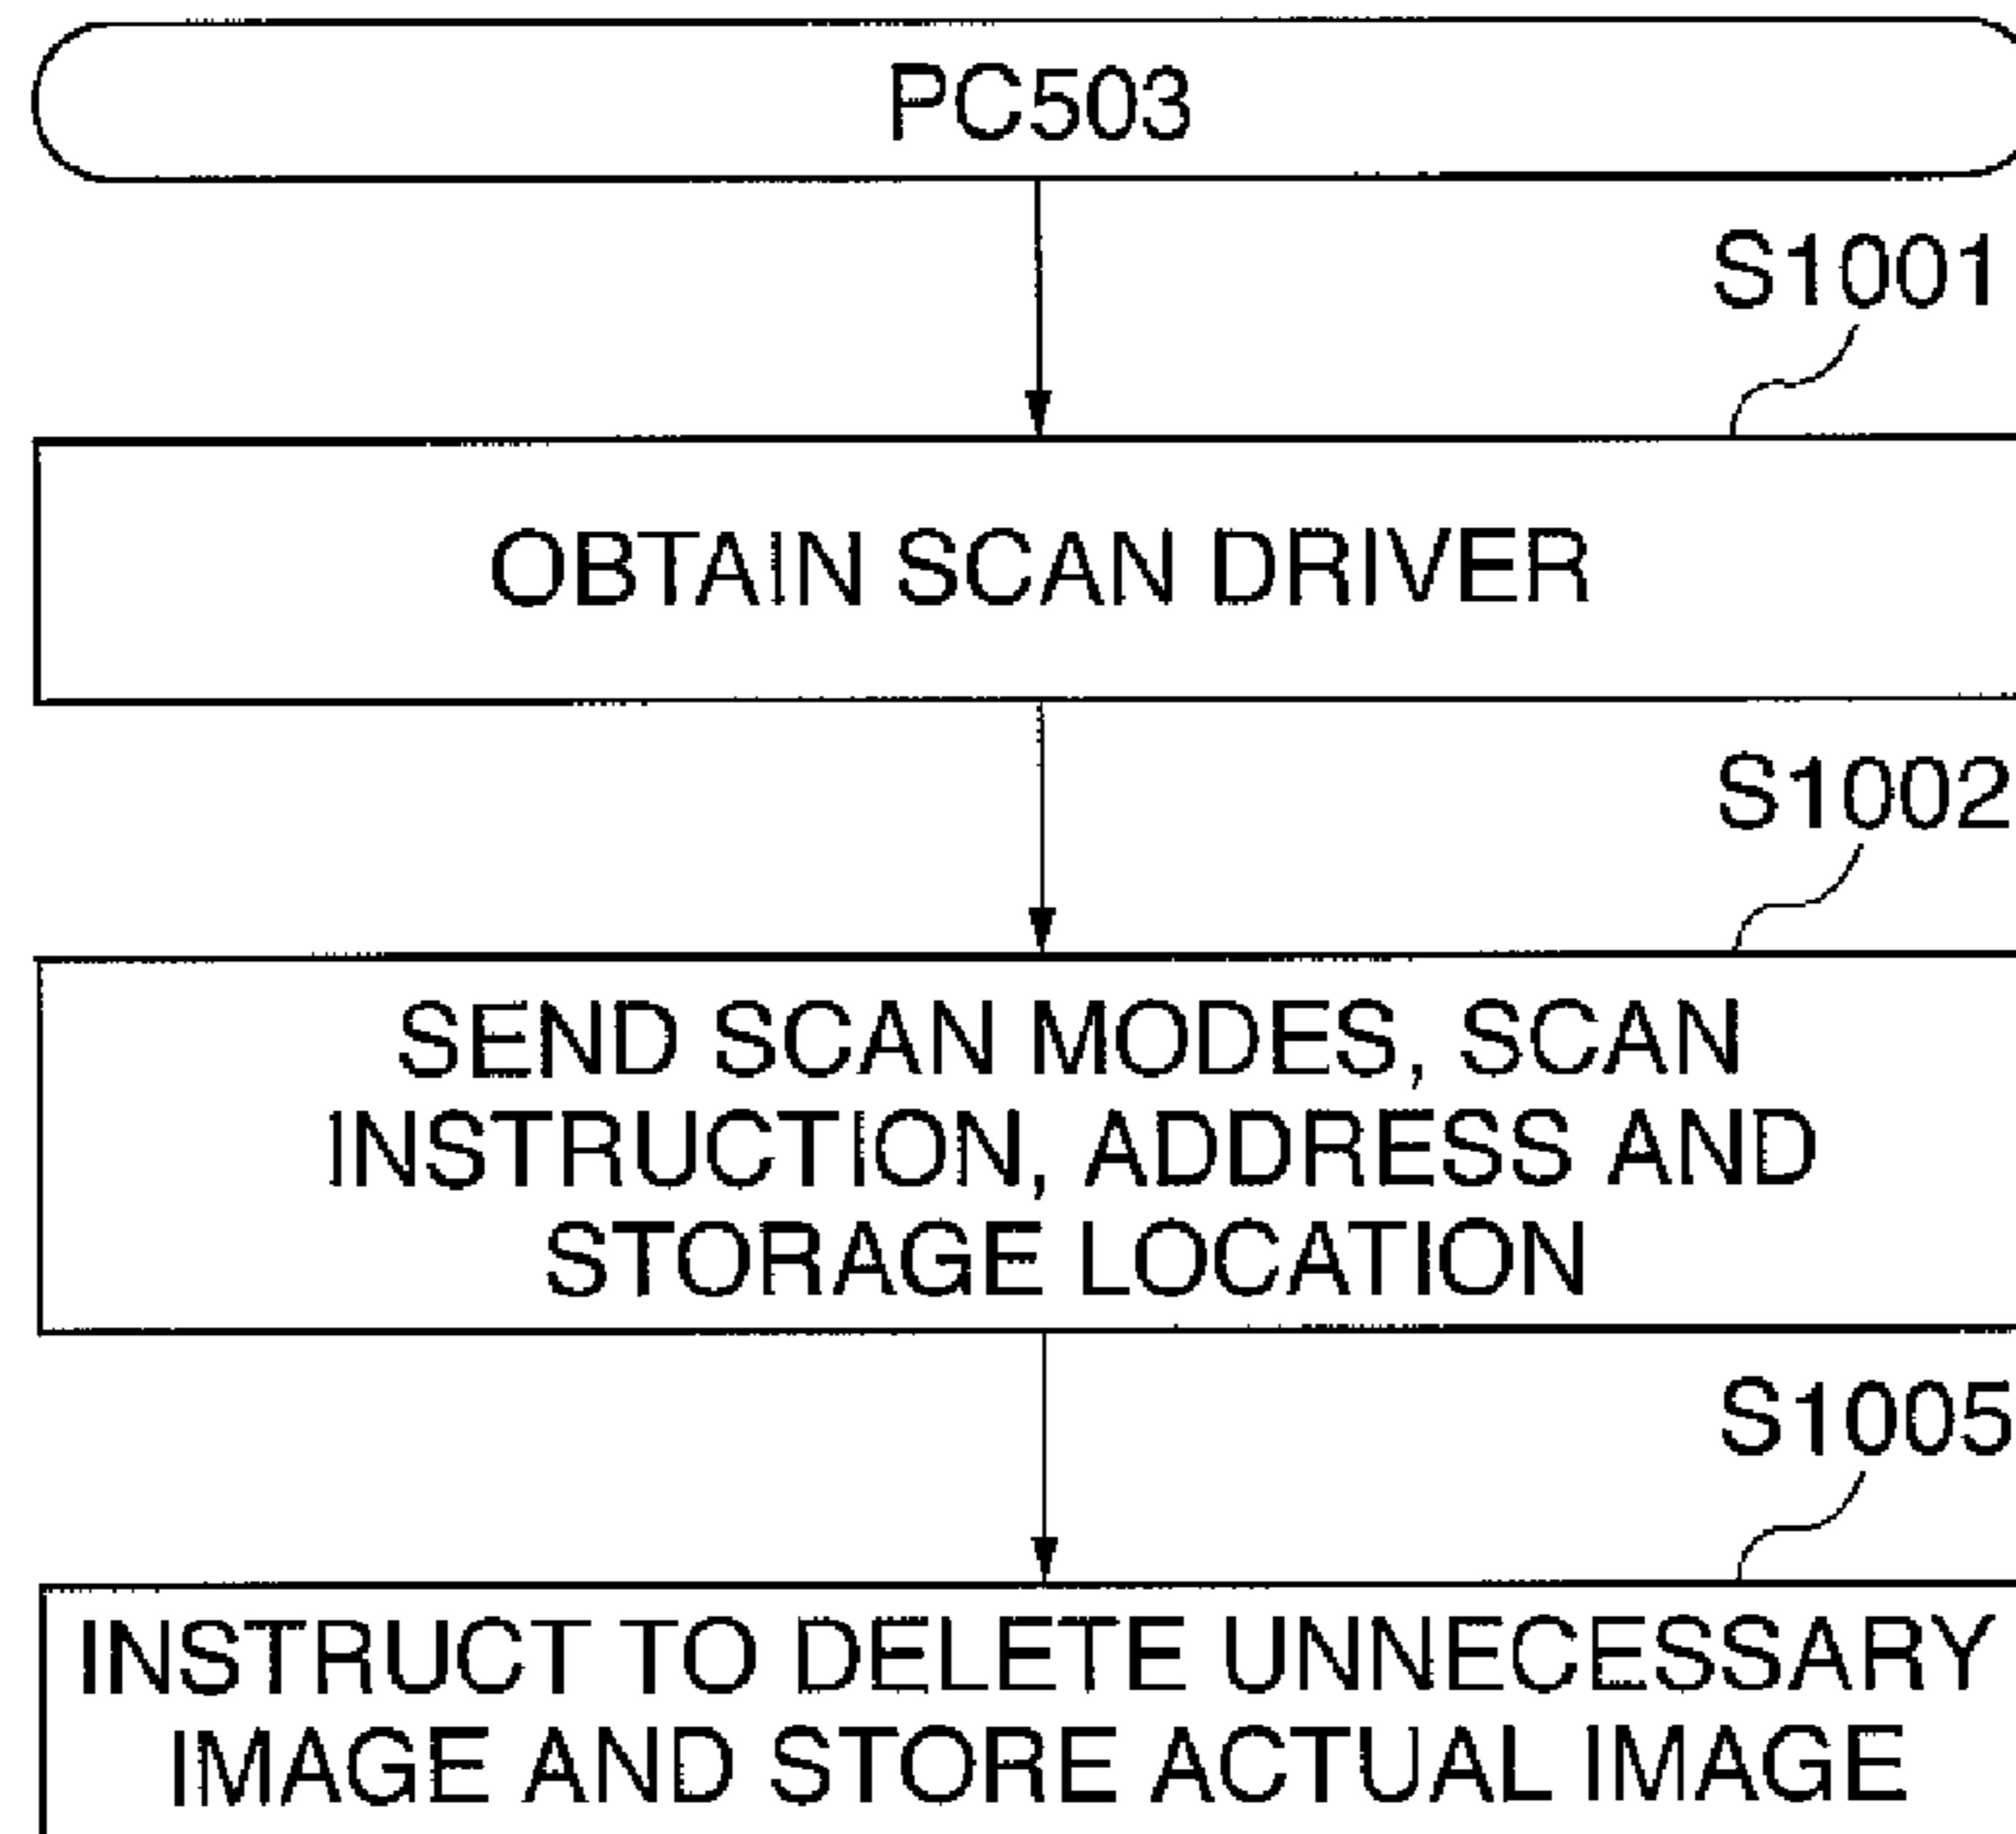 PC503
S1001
OBTAIN SCAN DRIVER
S1002
SEND SCAN MODES, SCAN
INSTRUCTION, ADDRESS AND
STORAGE LOCATION
S1005
INSTRUCT TO DELETE UNNECESSARY
IMAGE AND STORE ACTUAL IMAGE